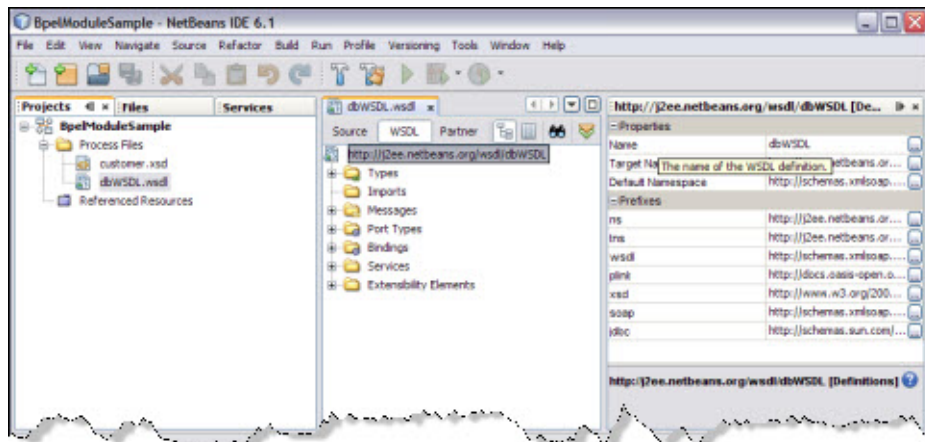 BpelModuleSample - NetBeans IDE 6.1
File Edit View Navigate Source Refactor Build Run Profile Versioning Tools Window Help
Projects Files Services
BpelModuleSample
Process Files
customer.xsd
dbWSDL.wsdl
Referenced Resources
dbWSDL.wsdl
Source WSDL Partner
http://j2ee.netbeans.org/wsdl/dbWSDL
Types
Imports
Messages
Port Types
Bindings
Services
Extensibility Elements
http://j2ee.netbeans.org/wsdl/dbWSDL [De...
Properties
Name dbWSDL
Target Na etbeans.or...
The name of the WSDL definition.
Default Namespace http://schemas.xmlsoap....
Prefixes
ns http://j2ee.netbeans.or...
tns http://j2ee.netbeans.or...
wsdl http://schemas.xmlsoap....
plink http://docs.oasis-open.o...
xsd http://www.w3.org/200...
soap http://schemas.xmlsoap....
jdbc http://schemas.sun.com/...
http://j2ee.netbeans.org/wsdl/dbWSDL [Definitions]